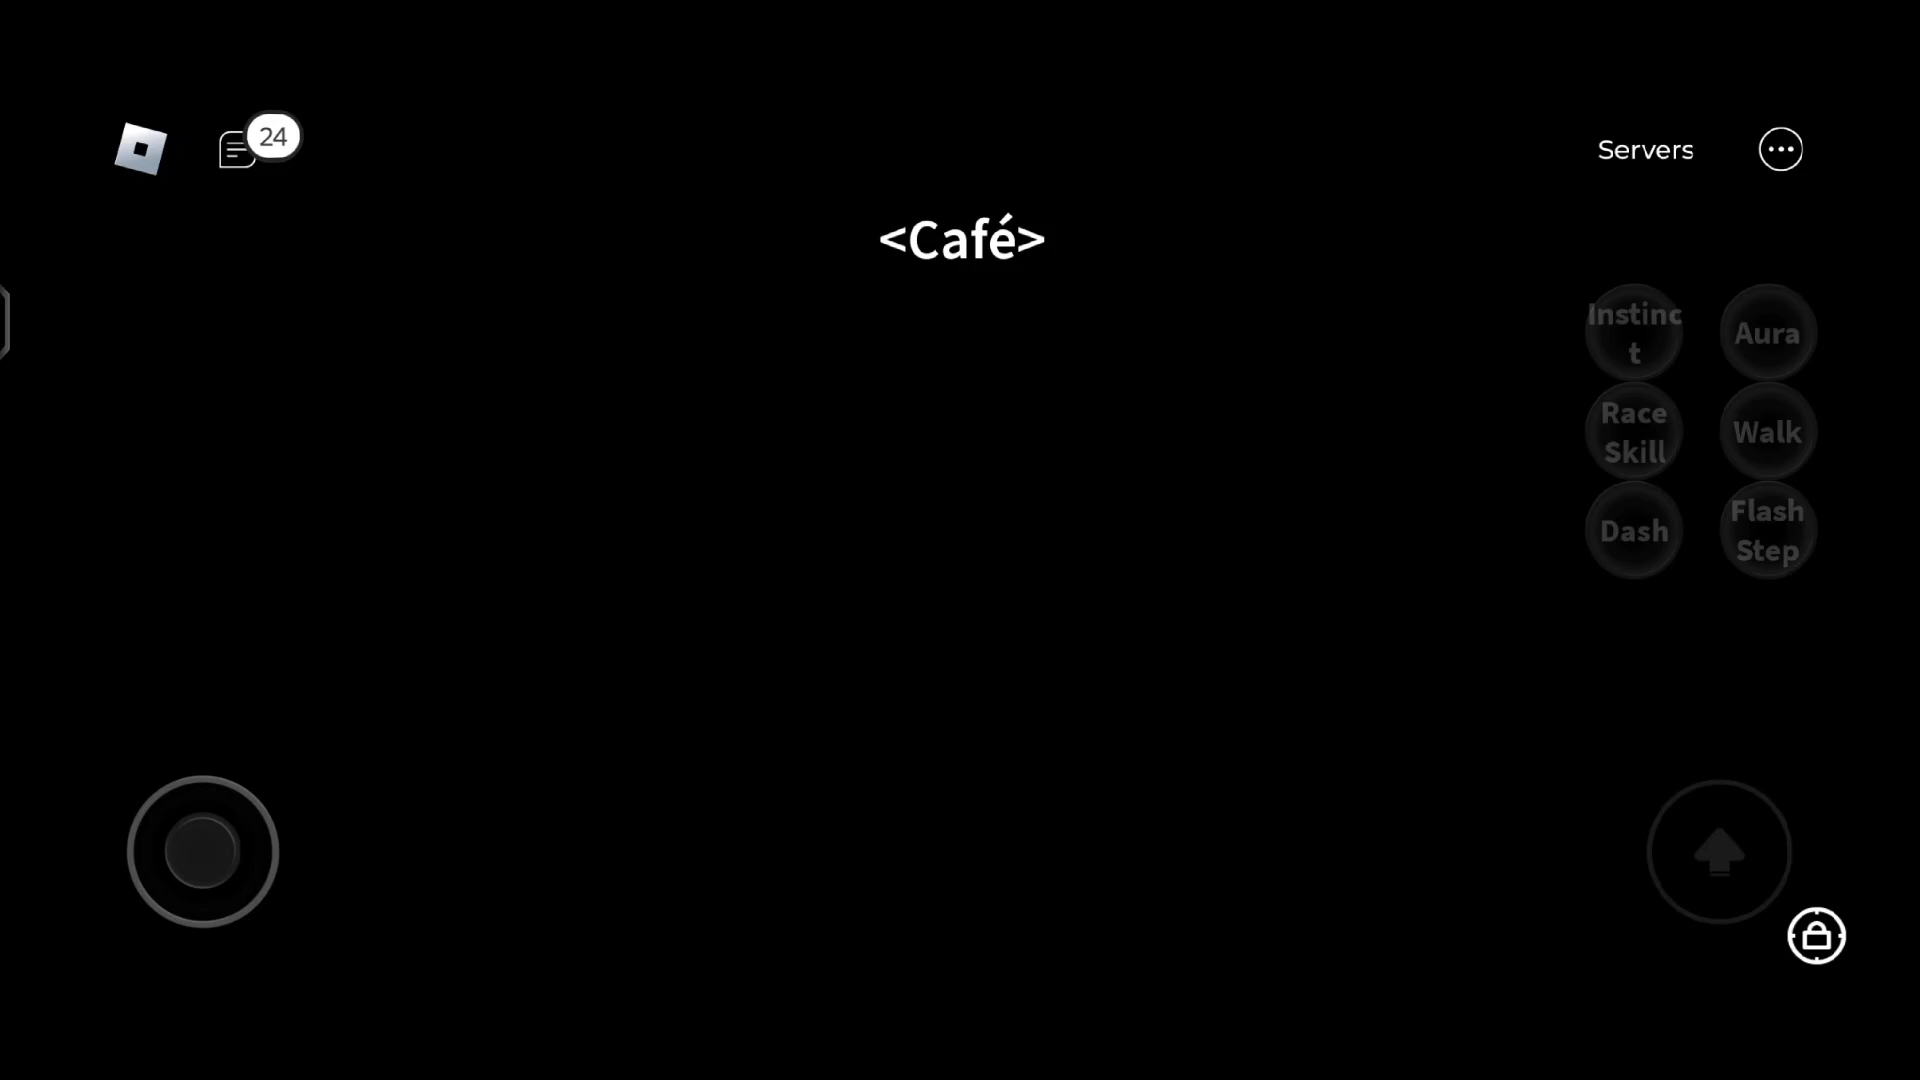 24
Servers
<Café>
Instinc
t
Aura
Race
Skill
Walk
Dash
Flash
Step